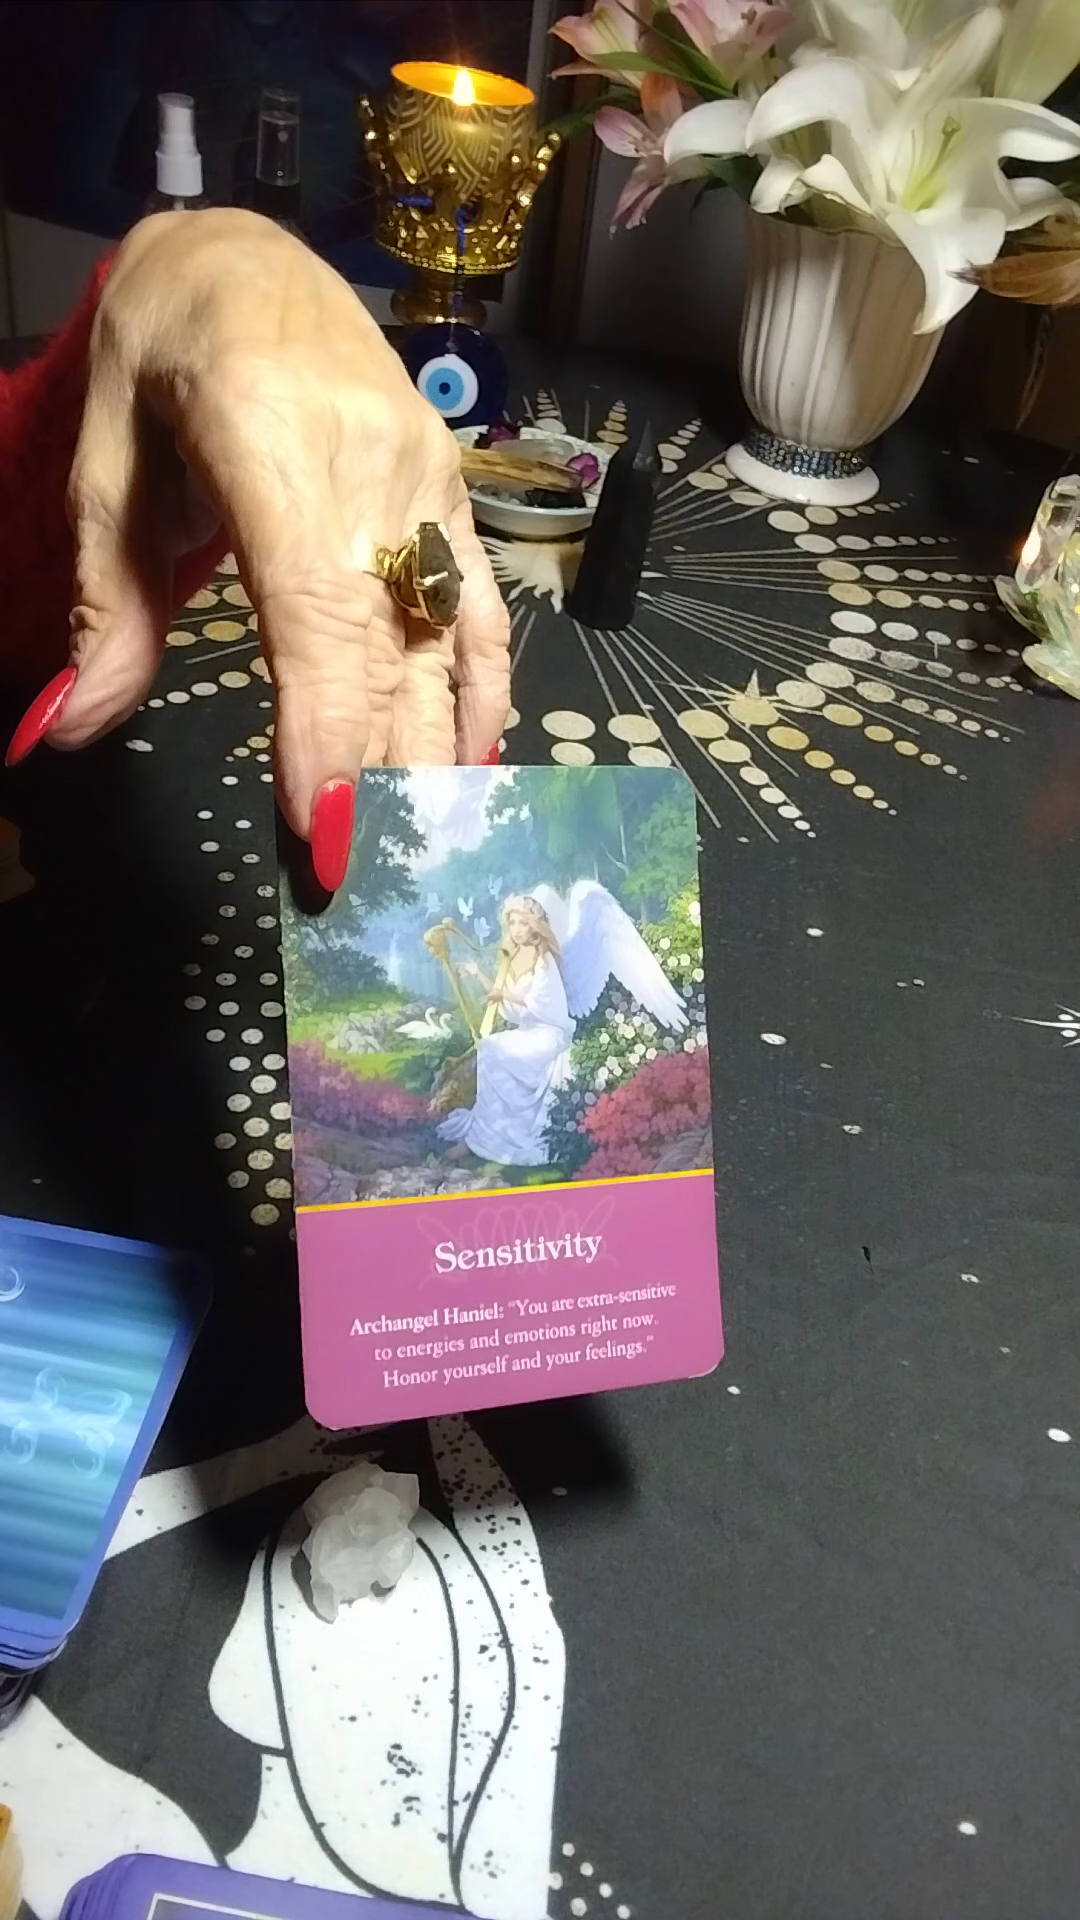 Sensitivity
Archangel Haniel: "You are extra-sensitive
to energies and emotions right now.
Honor yourself and your feelings."